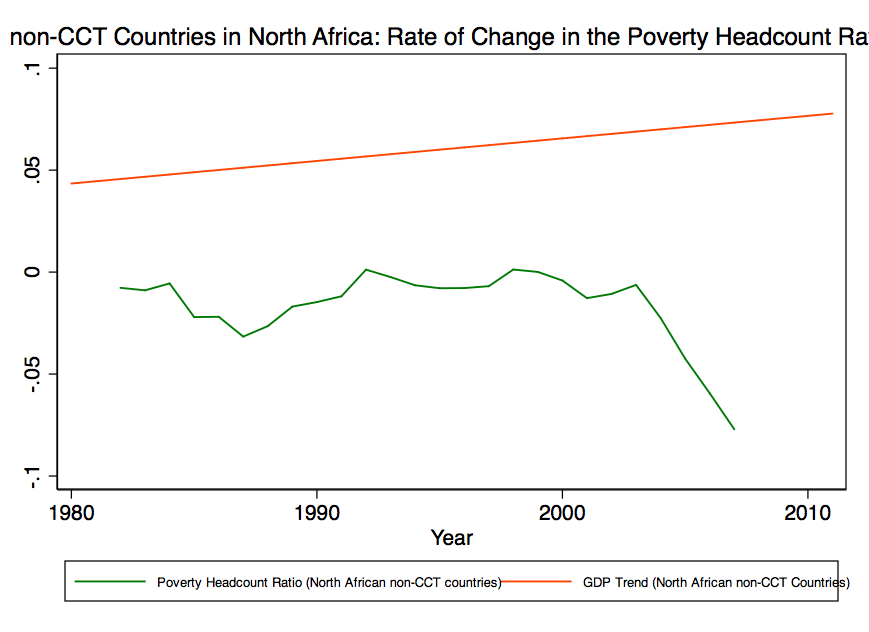 non-CCT Countries in North Africa: Rate of Change in the Poverty Headcount Ra
.1
.05
0
-.05
-.1
1980 1990 2000 2010
Year
Poverty Headcount Ratio (North African non-CCT countries) GDP Trend (North African non-CCT Countries)